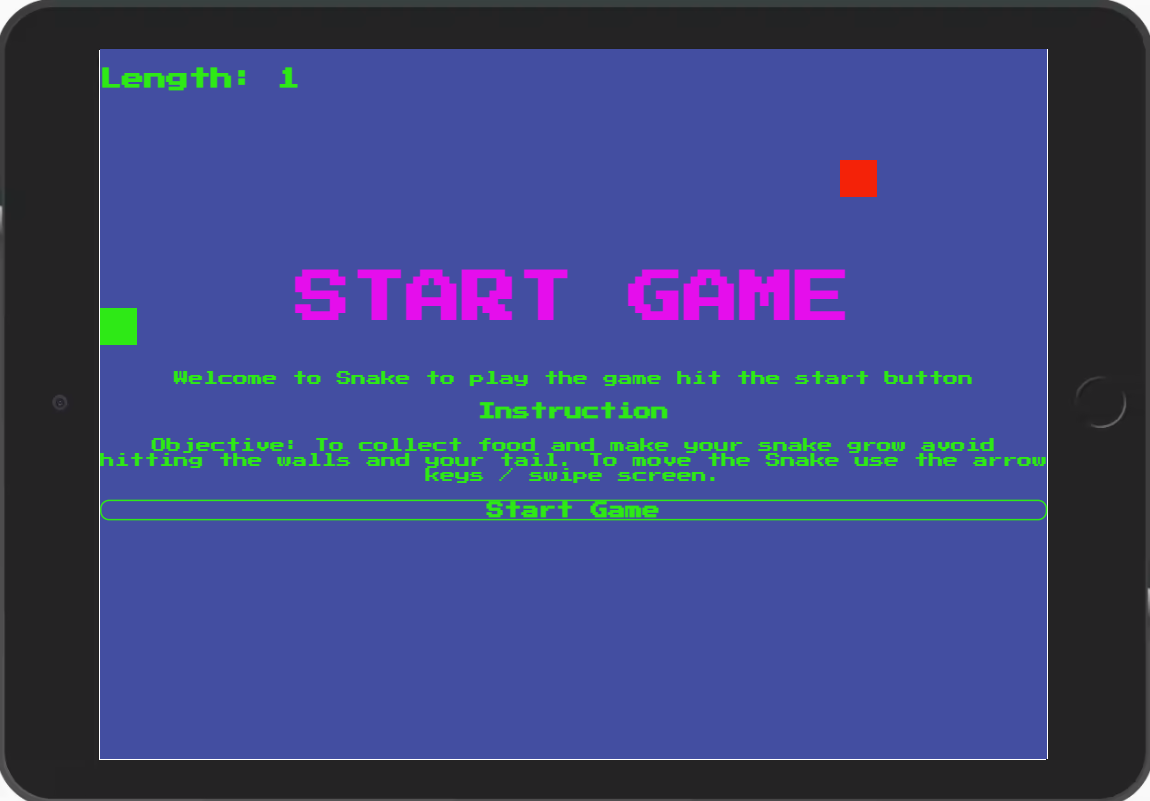 Length: 1
START GAME
Welcome to Snake to play the game hit the start button
Instruction
Objective: To collect food and make your snake grow avoid
hitting the walls and your tail. To move the Snake use the arrow
keys / swipe screen.
Start Game